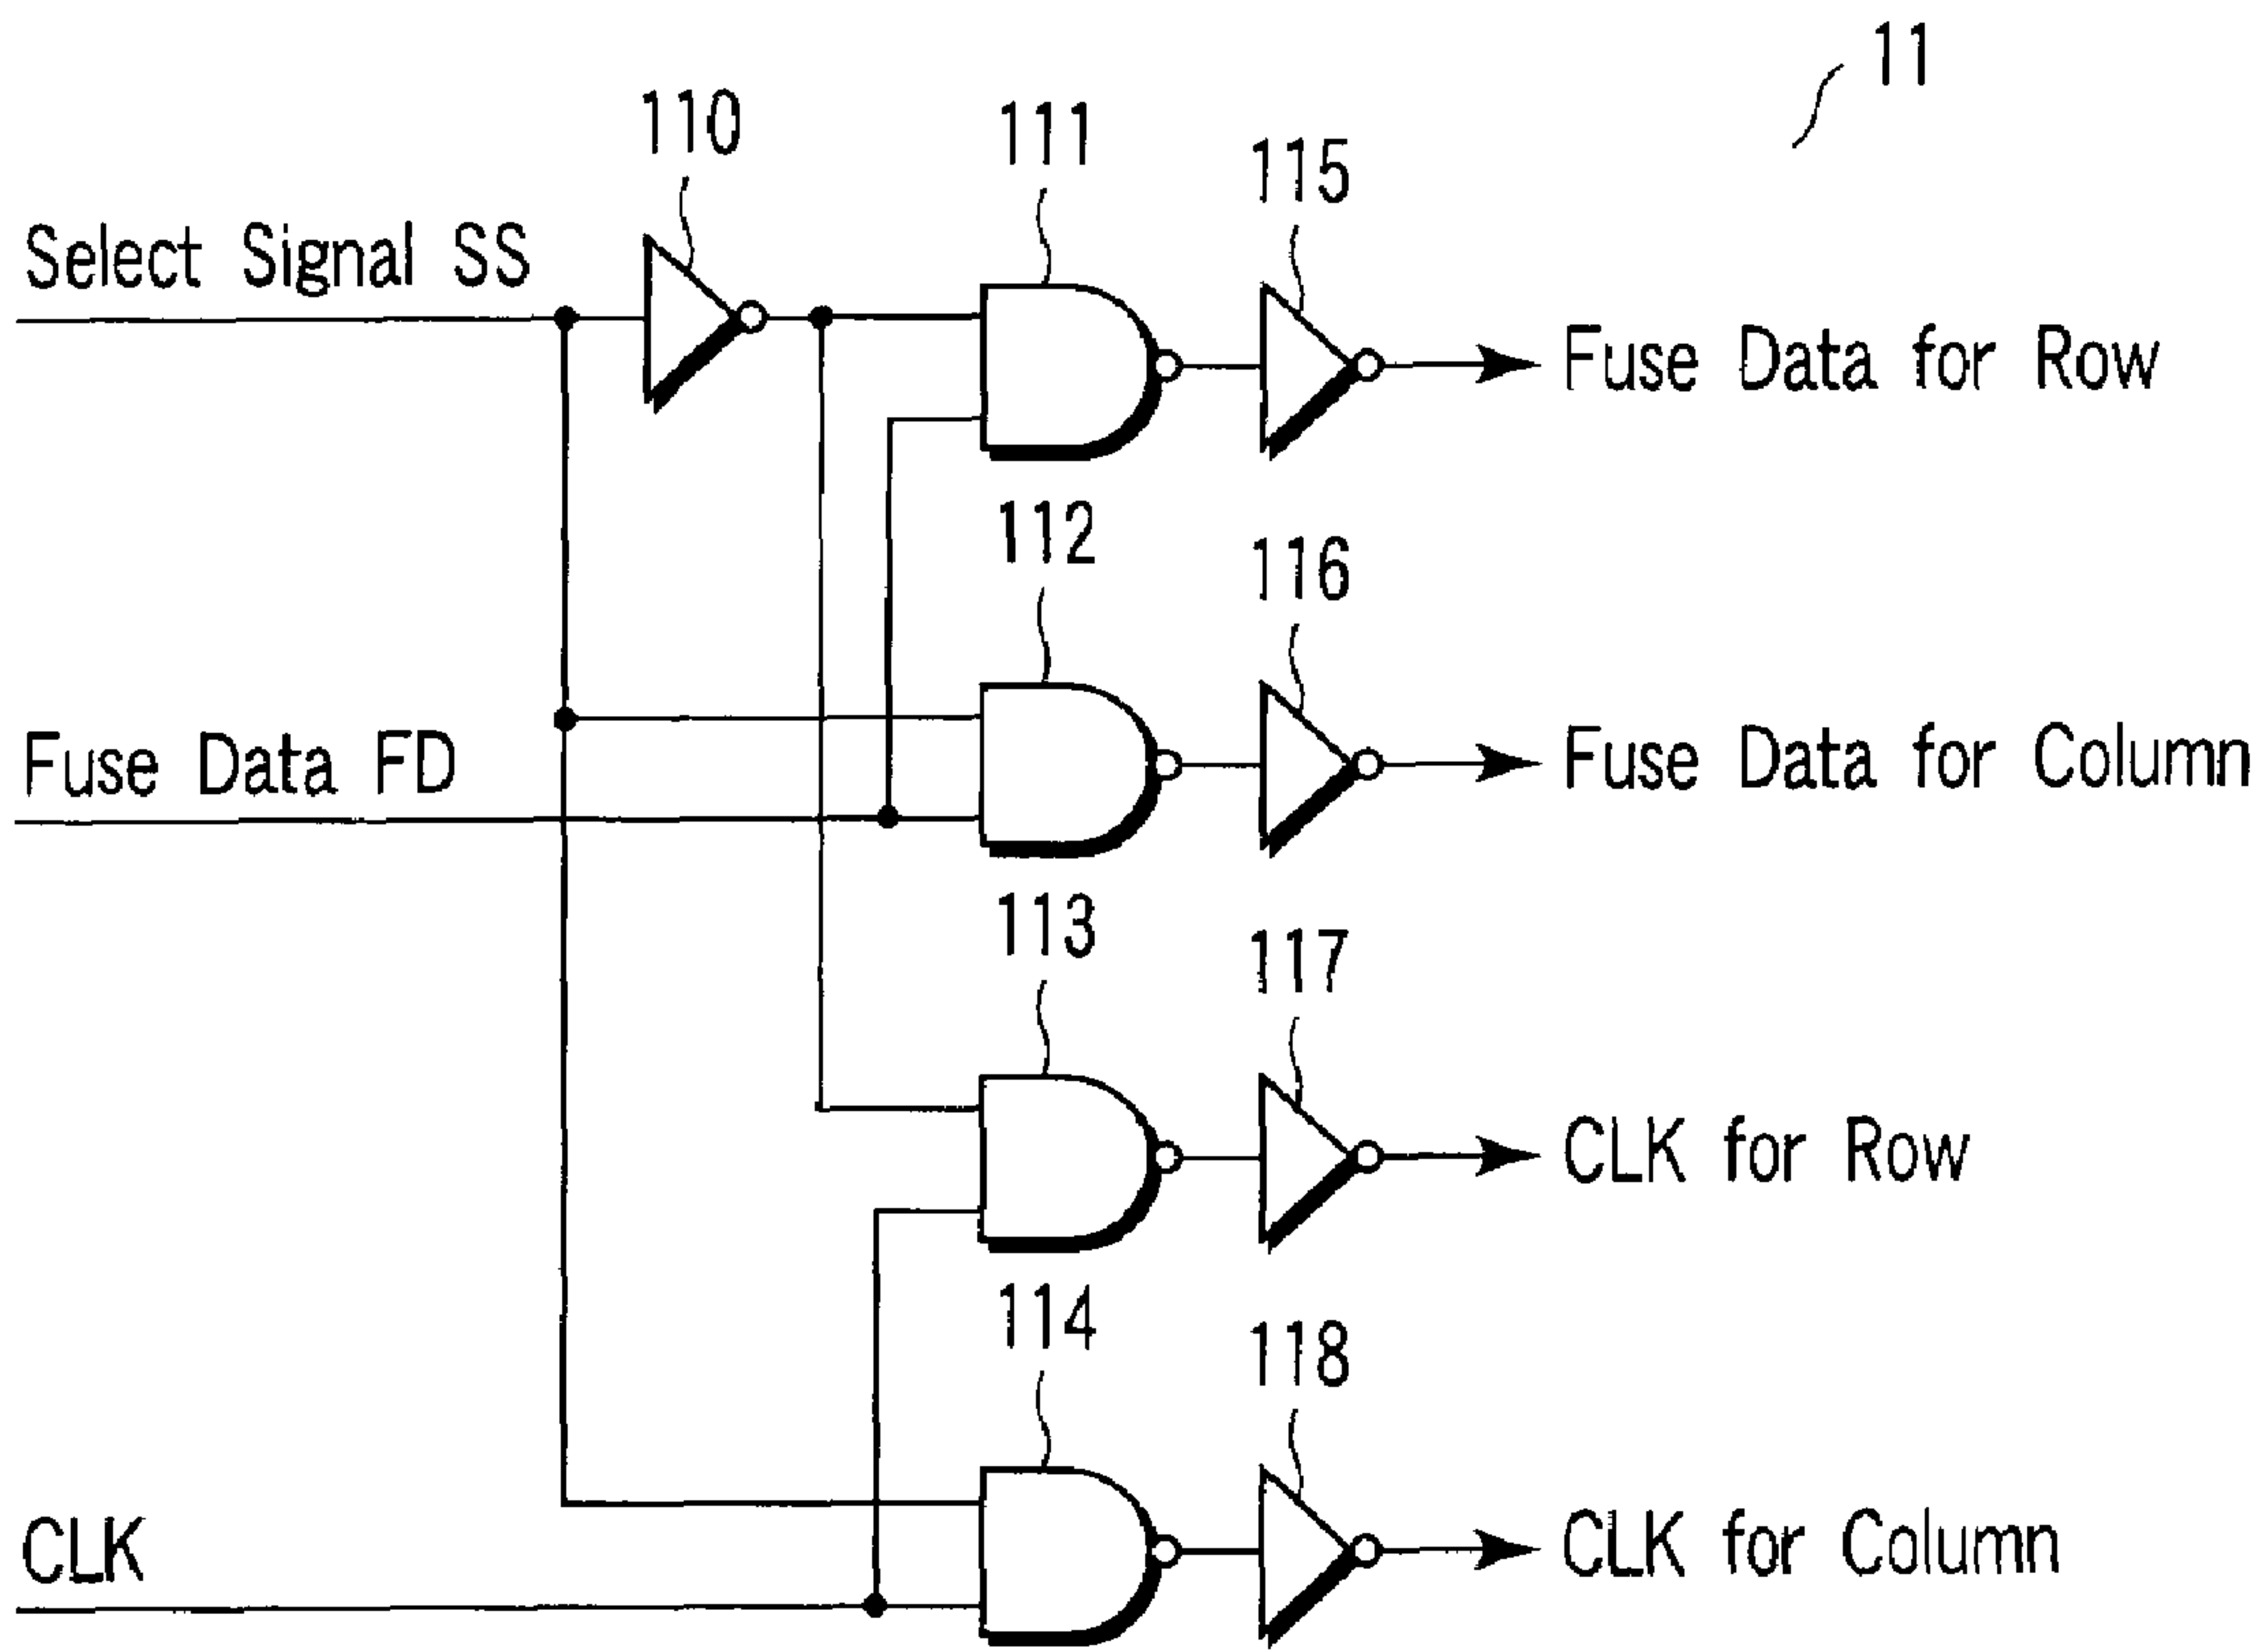 11
110
111
115
Select Signal SS
Fuse Data for Row
112
116
Fuse Data FD
Fuse Data for Column
113
117
CLK for Row
114
118
CLK
CLK for Column